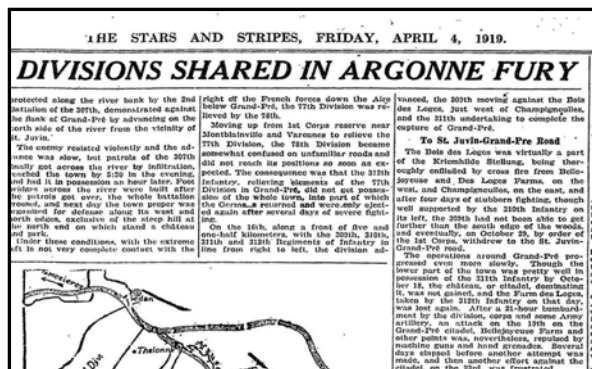 THE STARS AND STRIPES, FRIDAY, APRIL 4, 1919.
DIVISIONS SHARED IN ARGONNE FURY
protected along the river bank by the 2nd
battalion of the 307th, demonstrated against
the flank of Grand-Pré by advancing on the
north side of the river from the vicinity of
St. Juvin.
The enemy resisted violently and the ad-
vance was slow, but patrols of the 307th
finally got across the river by infiltration,
reached the town by 5:20 in the evening,
and had it in possession an hour later. Foot
bridges across the river were built after
the patrols got over, the whole battalion
crossed, and next day the town proper was
organized for defense along its west and
north edges, exclusive of the steep hill at
the north end on which stand a château
and park.
Under these conditions, with the extreme
left in not very complete contact with the
right of the French forces down the Aire
below Grand-Pré, the 77th Division was re-
lieved by the 78th.
Moving up from 1st Corps reserve near
Montblainville and Varennes to relieve the
77th Division, the 78th Division became
somewhat confused on unfamiliar roads and
did not reach its positions so soon as ex-
pected. The consequence was that the 312th
Infantry, relieving elements of the 77th
Division in Grand-Pré, did not get posses-
sion of the whole town, into part of which
the Germans returned and were only eject-
ed again after several days of severe fight-
ing.
On the 16th, along a front of five and
one-half kilometers, with the 309th, 310th,
311th and 312th Regiments of Infantry in
line from right to left, the division ad-
vanced, the 309th moving against the Bois
des Loges, just west of Champigneulles,
and the 311th undertaking to complete the
capture of Grand-Pré.
To St. Juvin-Grand-Pre Road
The Bois des Loges was virtually a part
of the Kriemhilde Stellung, being thor-
oughly enfiladed by cross fire from Belle-
Joyeuse and Des Loges Farms, on the
west, and Champigneulles, on the east, and
after four days of stubborn fighting, though
well supported by the 310th Infantry on
its left, the 309th had not been able to get
further than the south edge of the woods,
and eventually, on October 20, by order of
the 1st Corps, withdrew to the St. Juvin-
Grand-Pré road.
The operations around Grand-Pré pro-
gressed even more slowly. Though the
lower part of the town was pretty well in
possession of the 311th Infantry by Octo-
ber 18, the château, or citadel, dominating
it, was not gained, and the Farm des Loges,
taken by the 312th Infantry on that day,
was lost again. After a 21-hour bombard-
ment by the division, corps and some Army
artillery, an attack on the 19th on the
Grand-Pré citadel, Bellejoyeuse Farm and
other points was, nevertheless, repulsed by
machine guns and hand grenades. Several
days elapsed before another attempt was
made, and then another effort against the
citadel, on the 23rd, was frustrated
Sedan
Thelonne